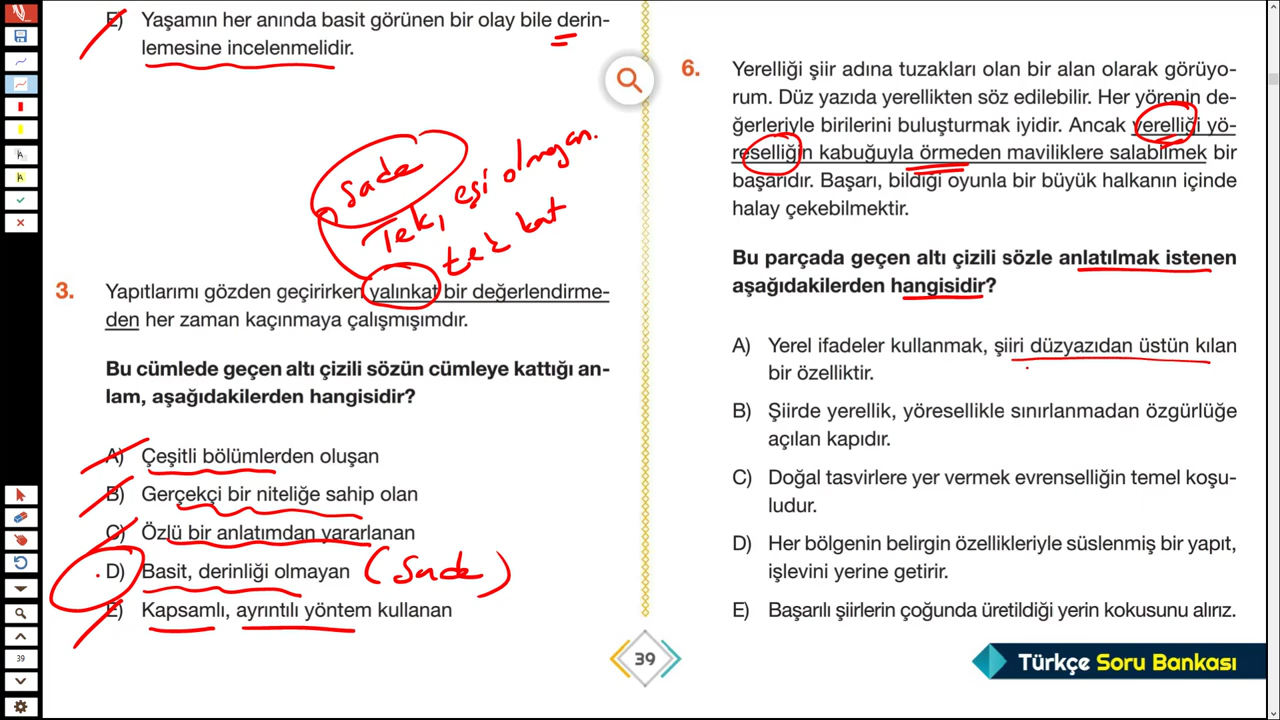 E) Yaşamın her anında basit görünen bir olay bile derin-
lemesine incelenmelidir.
sade
Tek, eşi olmayan.
tek kat
3. Yapıtlarımı gözden geçirirken yalınkat bir değerlendirme-
den her zaman kaçınmaya çalışmışımdır.
Bu cümlede geçen altı çizili sözün cümleye kattığı an-
lam, aşağıdakilerden hangisidir?
A) Çeşitli bölümlerden oluşan
B) Gerçekçi bir niteliğe sahip olan
C) Özlü bir anlatımdan yararlanan
D) Basit, derinliği olmayan (sade)
E) Kapsamlı, ayrıntılı yöntem kullanan
6. Yerelliği şiir adına tuzakları olan bir alan olarak görüyo-
rum. Düz yazıda yerellikten söz edilebilir. Her yörenin de-
ğerleriyle birilerini buluşturmak iyidir. Ancak yerelliği yö-
reselliğin kabuğuyla örmeden maviliklere salabilmek bir
başarıdır. Başarı, bildiği oyunla bir büyük halkanın içinde
halay çekebilmektir.
Bu parçada geçen altı çizili sözle anlatılmak istenen
aşağıdakilerden hangisidir?
A) Yerel ifadeler kullanmak, şiiri düzyazıdan üstün kılan
bir özelliktir.
B) Şiirde yerellik, yöresellikle sınırlanmadan özgürlüğe
açılan kapıdır.
C) Doğal tasvirlere yer vermek evrenselliğin temel koşu-
ludur.
D) Her bölgenin belirgin özellikleriyle süslenmiş bir yapıt,
işlevini yerine getirir.
E) Başarılı şiirlerin çoğunda üretildiği yerin kokusunu alırız.
39
Türkçe Soru Bankası
39